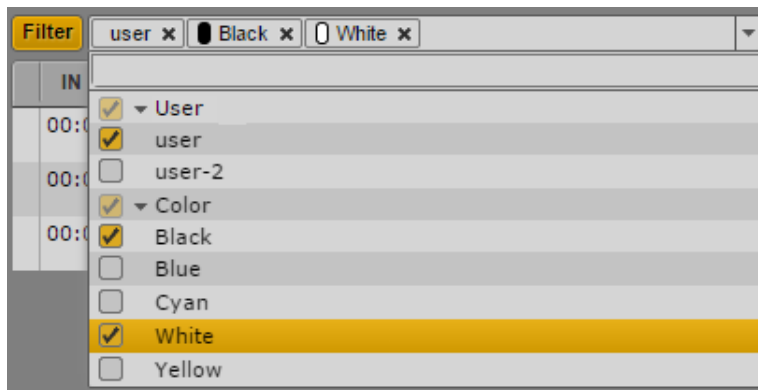 Filter user × Black × White ×
IN
User
00:0
user
user-2
00:0
Color
00:0
Black
Blue
Cyan
White
Yellow